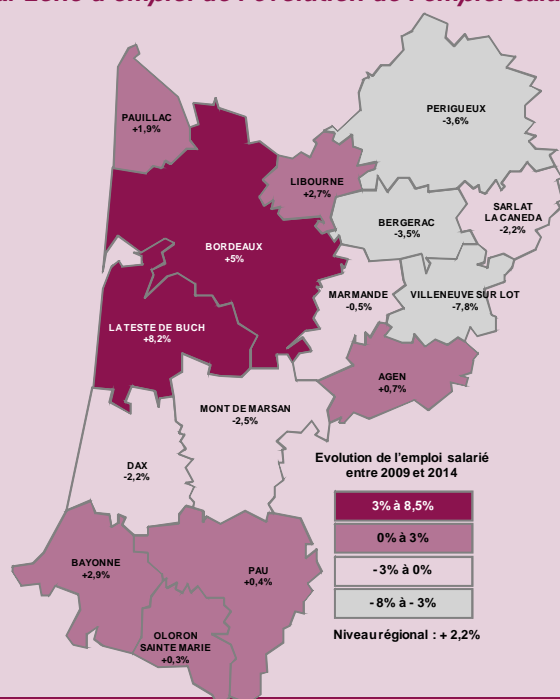 PERIGUEUX
-3,6%
PAUILLAC
+1,9%
LIBOURNE
+2,7%
SARLAT
LA CANEDA
-2,2%
BERGERAC
-3,5%
BORDEAUX
+5%
MARMANDE
-0,5%
VILLENEUVE SUR LOT
-7,8%
LA TESTE DE BUCH
+8,2%
AGEN
+0,7%
MONT DE MARSAN
-2,5%
DAX
-2,2%
Evolution de l'emploi salarié
entre 2009 et 2014
3% à 8,5%
0% à 3%
-3% à 0%
-8% à - 3%
Niveau régional : + 2,2%
BAYONNE
+2,9%
PAU
+0,4%
OLORON
SAINTE MARIE
+0,3%